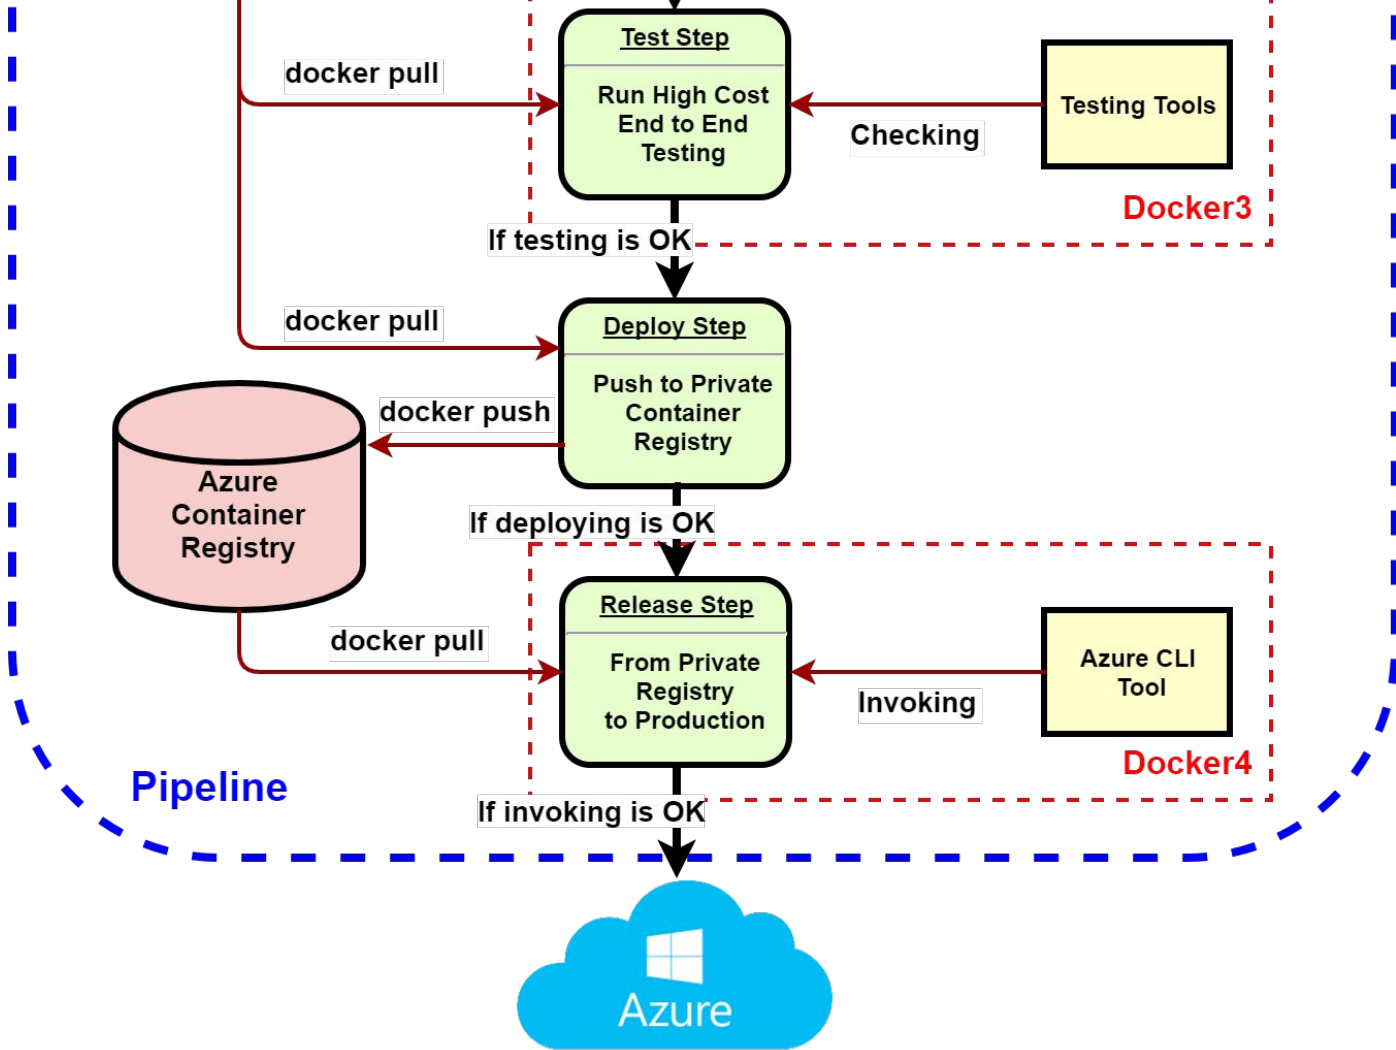 Test Step
docker pull
Run High Cost
End to End
Testing
Testing Tools
Checking
Docker3
If testing is OK
docker pull
Deploy Step
Push to Private
Container
Registry
docker push
Azure
Container
Registry
If deploying is OK
Release Step
docker pull
From Private
Registry
to Production
Azure CLI
Tool
Invoking
Docker4
Pipeline
If invoking is OK
Azure